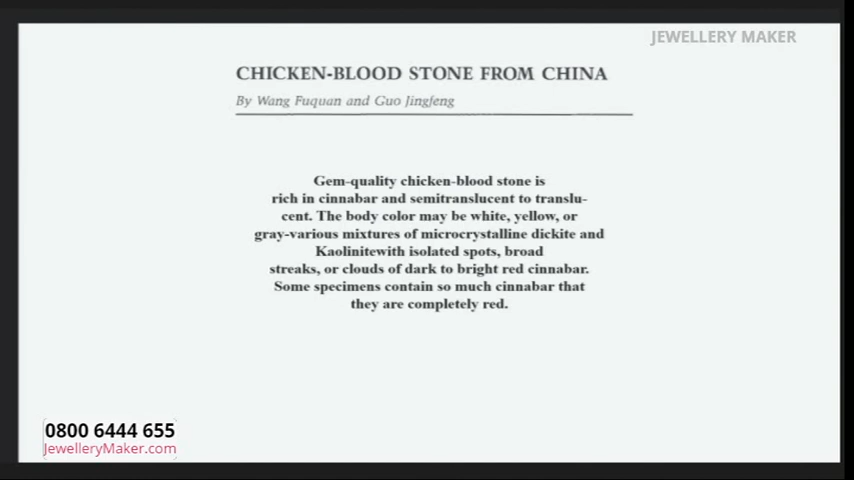 JEWELLERY MAKER
CHICKEN-BLOOD STONE FROM CHINA
By Wang Fuquan and Guo Jingfeng
Gem-quality chicken-blood stone is
rich in cinnabar and semitranslucent to translu-
cent. The body color may be white, yellow, or
gray-various mixtures of microcrystalline dickite and
Kaolinitewith isolated spots, broad
streaks, or clouds of dark to bright red cinnabar.
Some specimens contain so much cinnabar that
they are completely red.
0800 6444 655
JewelleryMaker.com